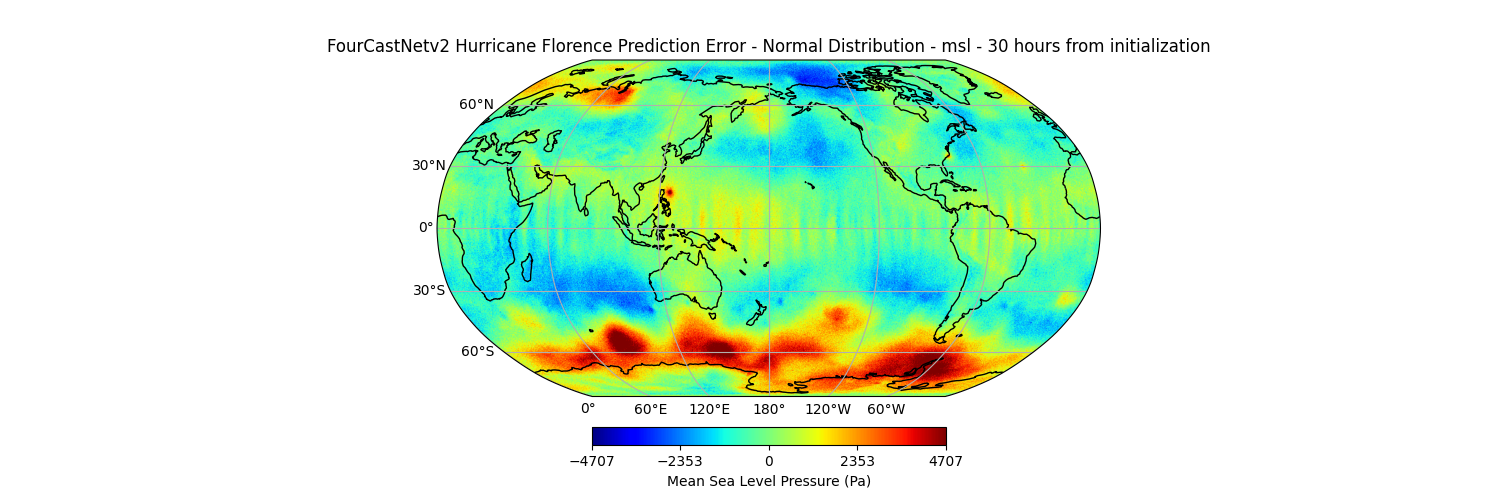 FourCastNetv2 Hurricane Florence Prediction Error - Normal Distribution - msl - 30 hours from initialization
60°N
30°N
0°
30°S
60°S
0° 60°E 120°E 180° 120°W 60°W
−4707 −2353 0 2353 4707
Mean Sea Level Pressure (Pa)